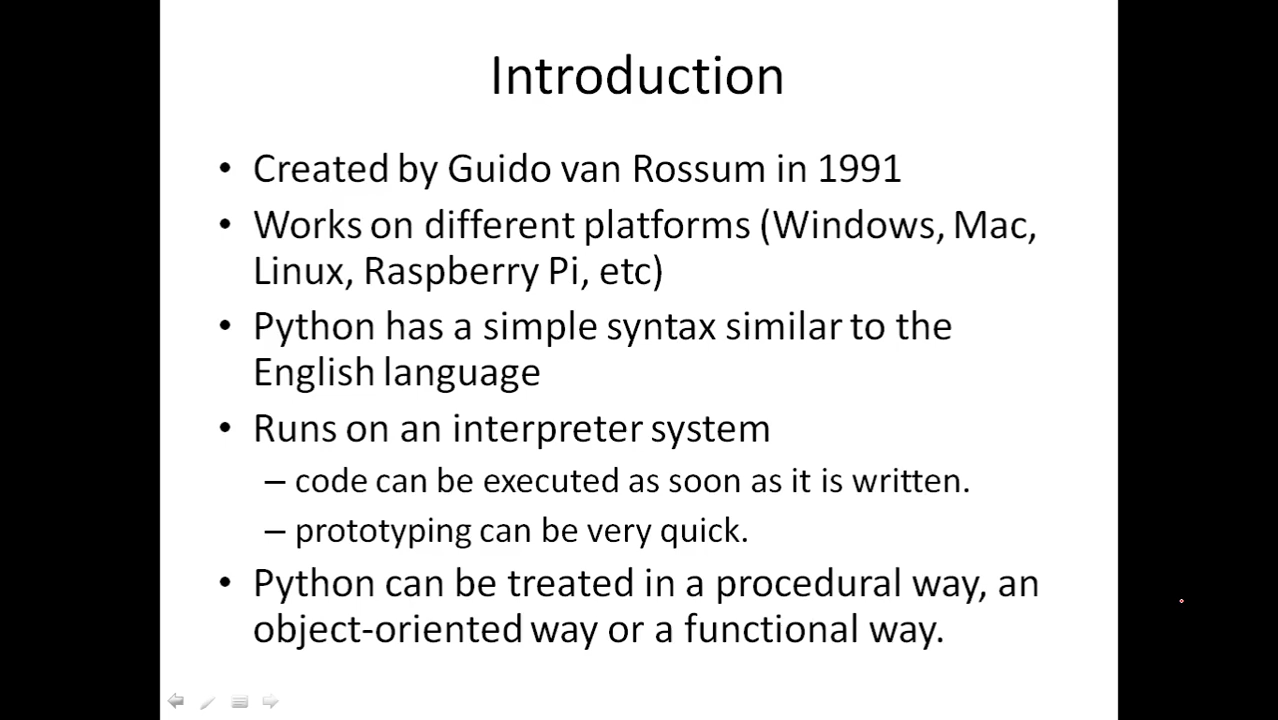 Introduction
• Created by Guido van Rossum in 1991
• Works on different platforms (Windows, Mac,
Linux, Raspberry Pi, etc)
• Python has a simple syntax similar to the
English language
• Runs on an interpreter system
– code can be executed as soon as it is written.
– prototyping can be very quick.
• Python can be treated in a procedural way, an
object-oriented way or a functional way.